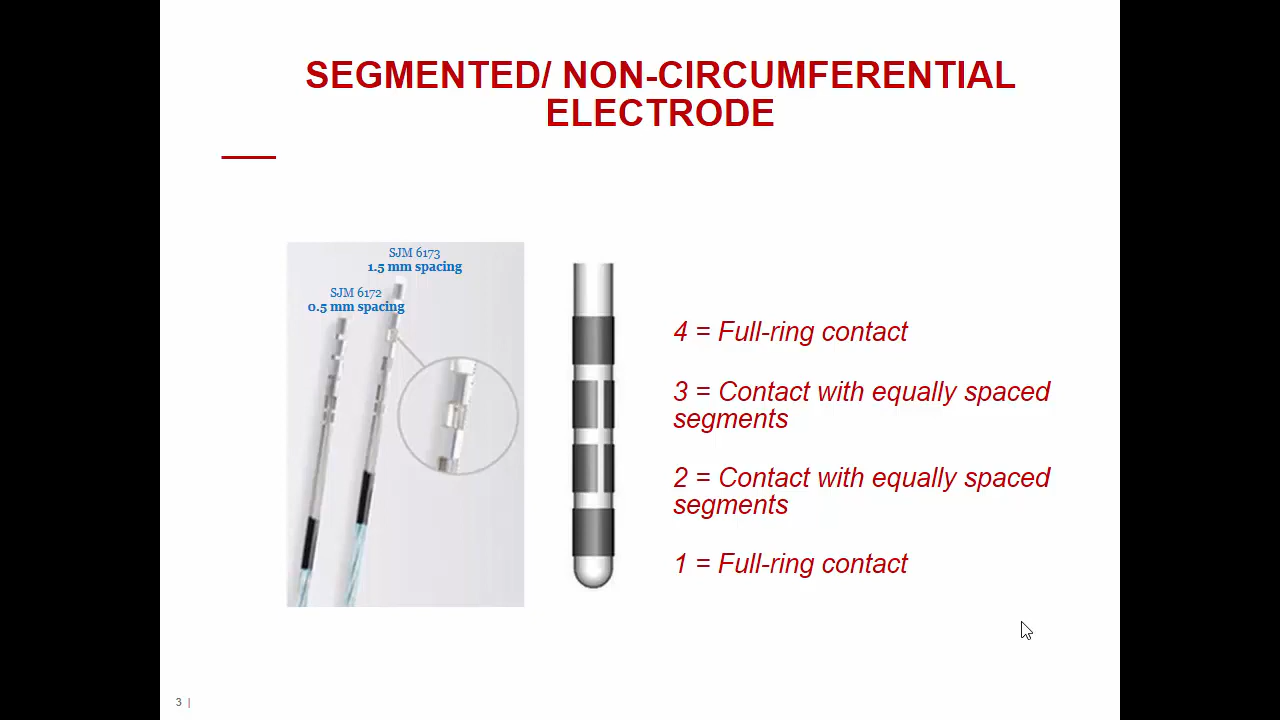 SEGMENTED/ NON-CIRCUMFERENTIAL
ELECTRODE
SJM 6173
1.5 mm spacing
SJM 6172
0.5 mm spacing
4 = Full-ring contact
3 = Contact with equally spaced
segments
2 = Contact with equally spaced
segments
1 = Full-ring contact
3 |